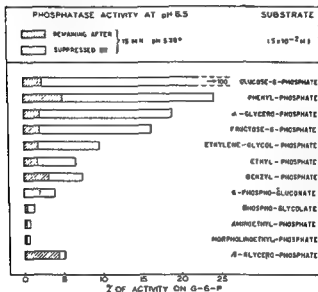 PHOSPHATASE ACTIVITY AT pH 6.5
SUBSTRATE
REMAINING AFTER
SUPPRESSED BY
15 MIN pH 5 38°
(5×10⁻² M)
100
GLUCOSE-6-PHOSPHATE
PHENYL-PHOSPHATE
α-GLYCERO-PHOSPHATE
FRUCTOSE-6-PHOSPHATE
ETHYLENE-GLYCOL-PHOSPHATE
ETHYL-PHOSPHATE
BENZYL-PHOSPHATE
6-PHOSPHO-GLUCONATE
PHOSPHO-GLYCOLATE
AMINOETHYL-PHOSPHATE
MORPHOLINOETHYL-PHOSPHATE
β-GLYCERO-PHOSPHATE
0 5 10 15 20 25
% OF ACTIVITY ON G-6-P